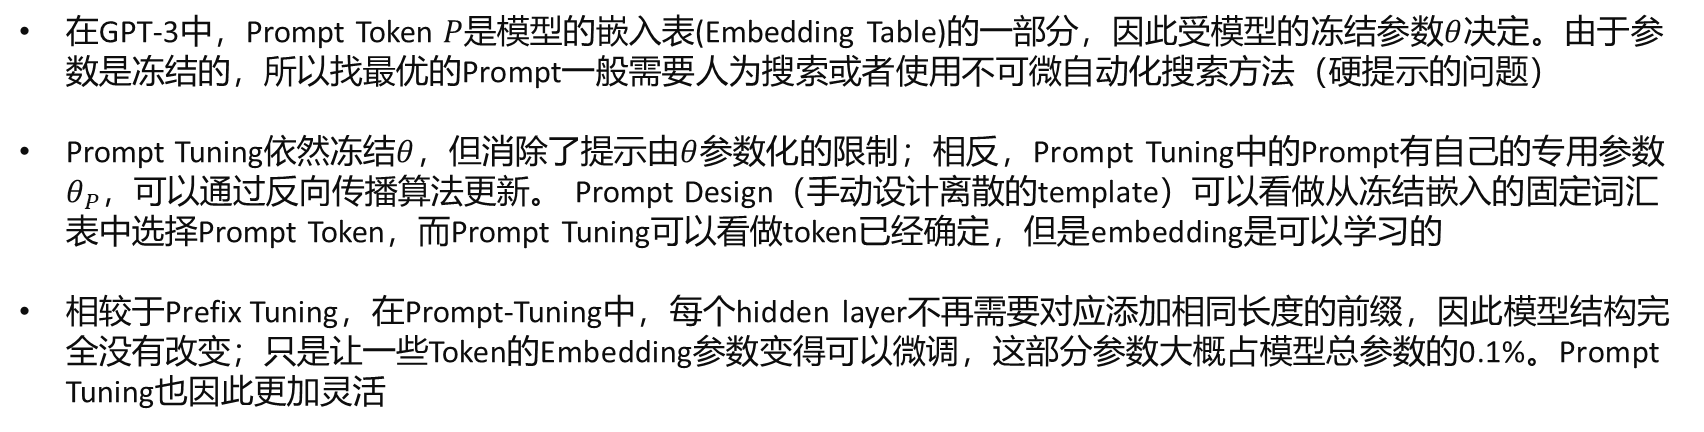 • 在GPT-3中，Prompt Token P是模型的嵌入表(Embedding Table)的一部分，因此受模型的冻结参数θ决定。由于参
数是冻结的，所以找最优的Prompt一般需要人为搜索或者使用不可微自动化搜索方法（硬提示的问题）
• Prompt Tuning依然冻结θ，但消除了提示由θ参数化的限制；相反，Prompt Tuning中的Prompt有自己的专用参数
θ_P，可以通过反向传播算法更新。 Prompt Design（手动设计离散的template）可以看做从冻结嵌入的固定词汇
表中选择Prompt Token，而Prompt Tuning可以看做token已经确定，但是embedding是可以学习的
• 相较于Prefix Tuning，在Prompt-Tuning中，每个hidden layer不再需要对应添加相同长度的前缀，因此模型结构完
全没有改变；只是让一些Token的Embedding参数变得可以微调，这部分参数大概占模型总参数的0.1%。Prompt
Tuning也因此更加灵活